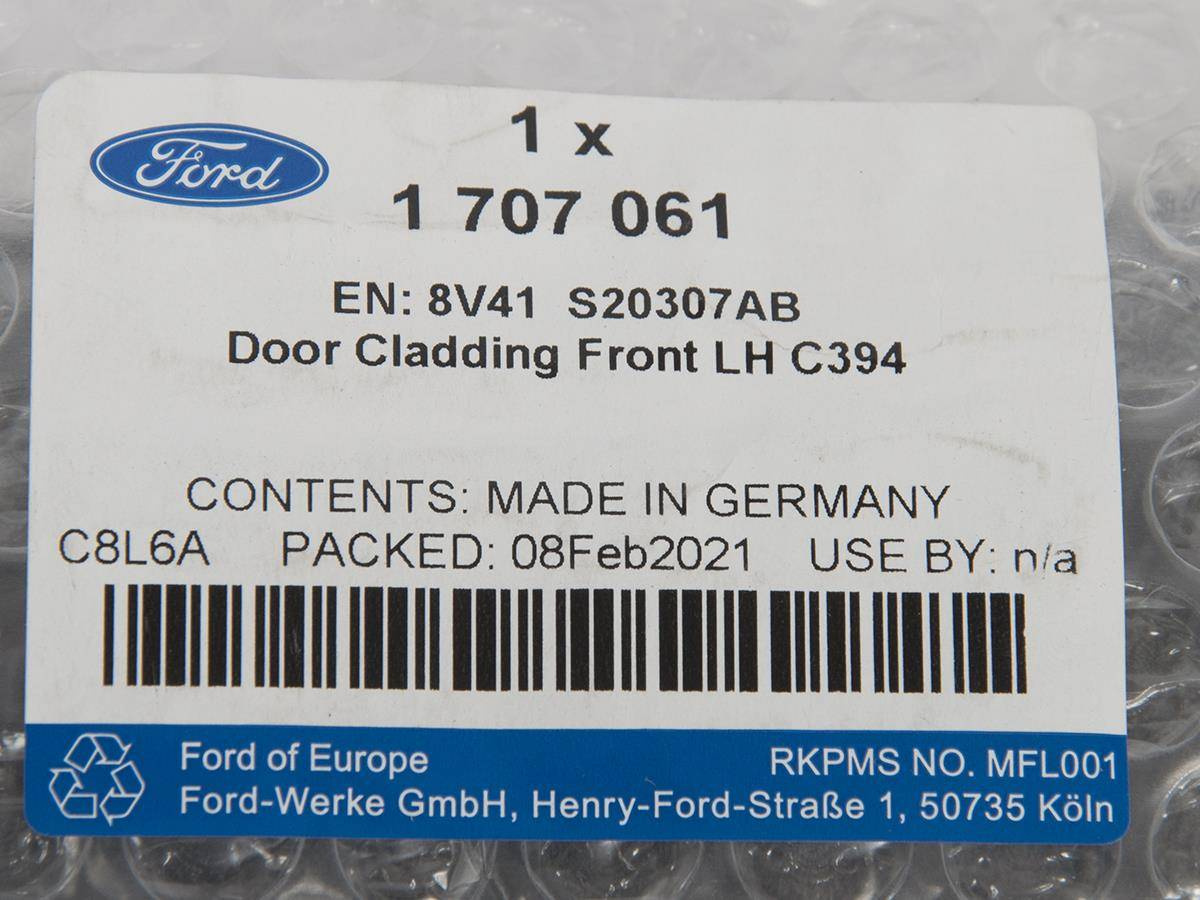 Ford
1 x
1 707 061
EN: 8V41 S20307AB
Door Cladding Front LH C394
CONTENTS: MADE IN GERMANY
C8L6A PACKED: 08Feb2021 USE BY: n/a
Ford of Europe RKPMS NO. MFL001
Ford-Werke GmbH, Henry-Ford-Straße 1, 50735 Köln